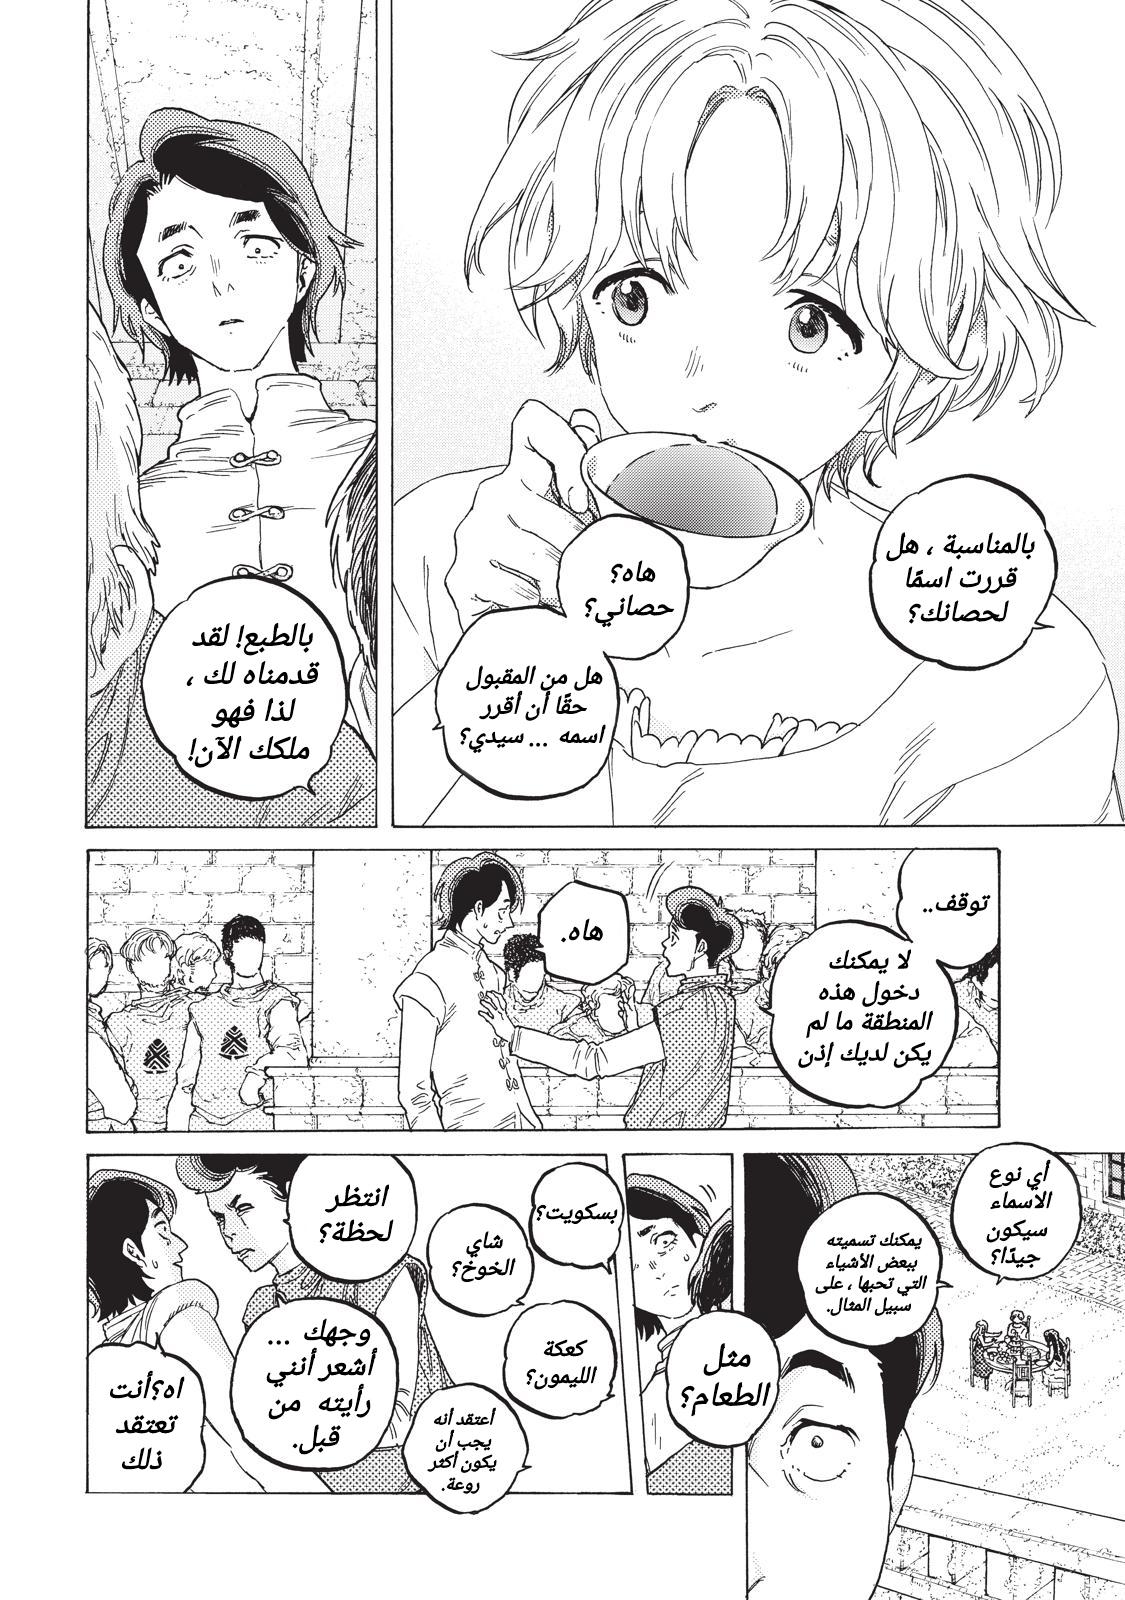 بالمناسبة ، هل
قررت اسمًا
لحصانك؟
هاه؟
حصاني؟
هل من المقبول
حقًا أن أقرر
اسمه ... سيدي؟
بالطبع! لقد
قدمناه لك ،
لذا فهو
ملكك الآن!
توقف..
لا يمكنك
دخول هذه
المنطقة ما لم
يكن لديك إذن
هاه.
أي نوع
الأسماء
سيكون
جيدًا؟
يمكنك تسميته
ببعض الأشياء
التي تحبها ، على
سبيل المثال.
مثل
الطعام؟
بسكويت؟
شاي
الخوخ؟
كعكة
الليمون؟
أعتقد أنه
يجب أن
يكون أكثر
روعة.
انتظر
لحظة؟
وجهك ...
أشعر أنني
رأيته من
قبل.
اه؟أنت
تعتقد
ذلك